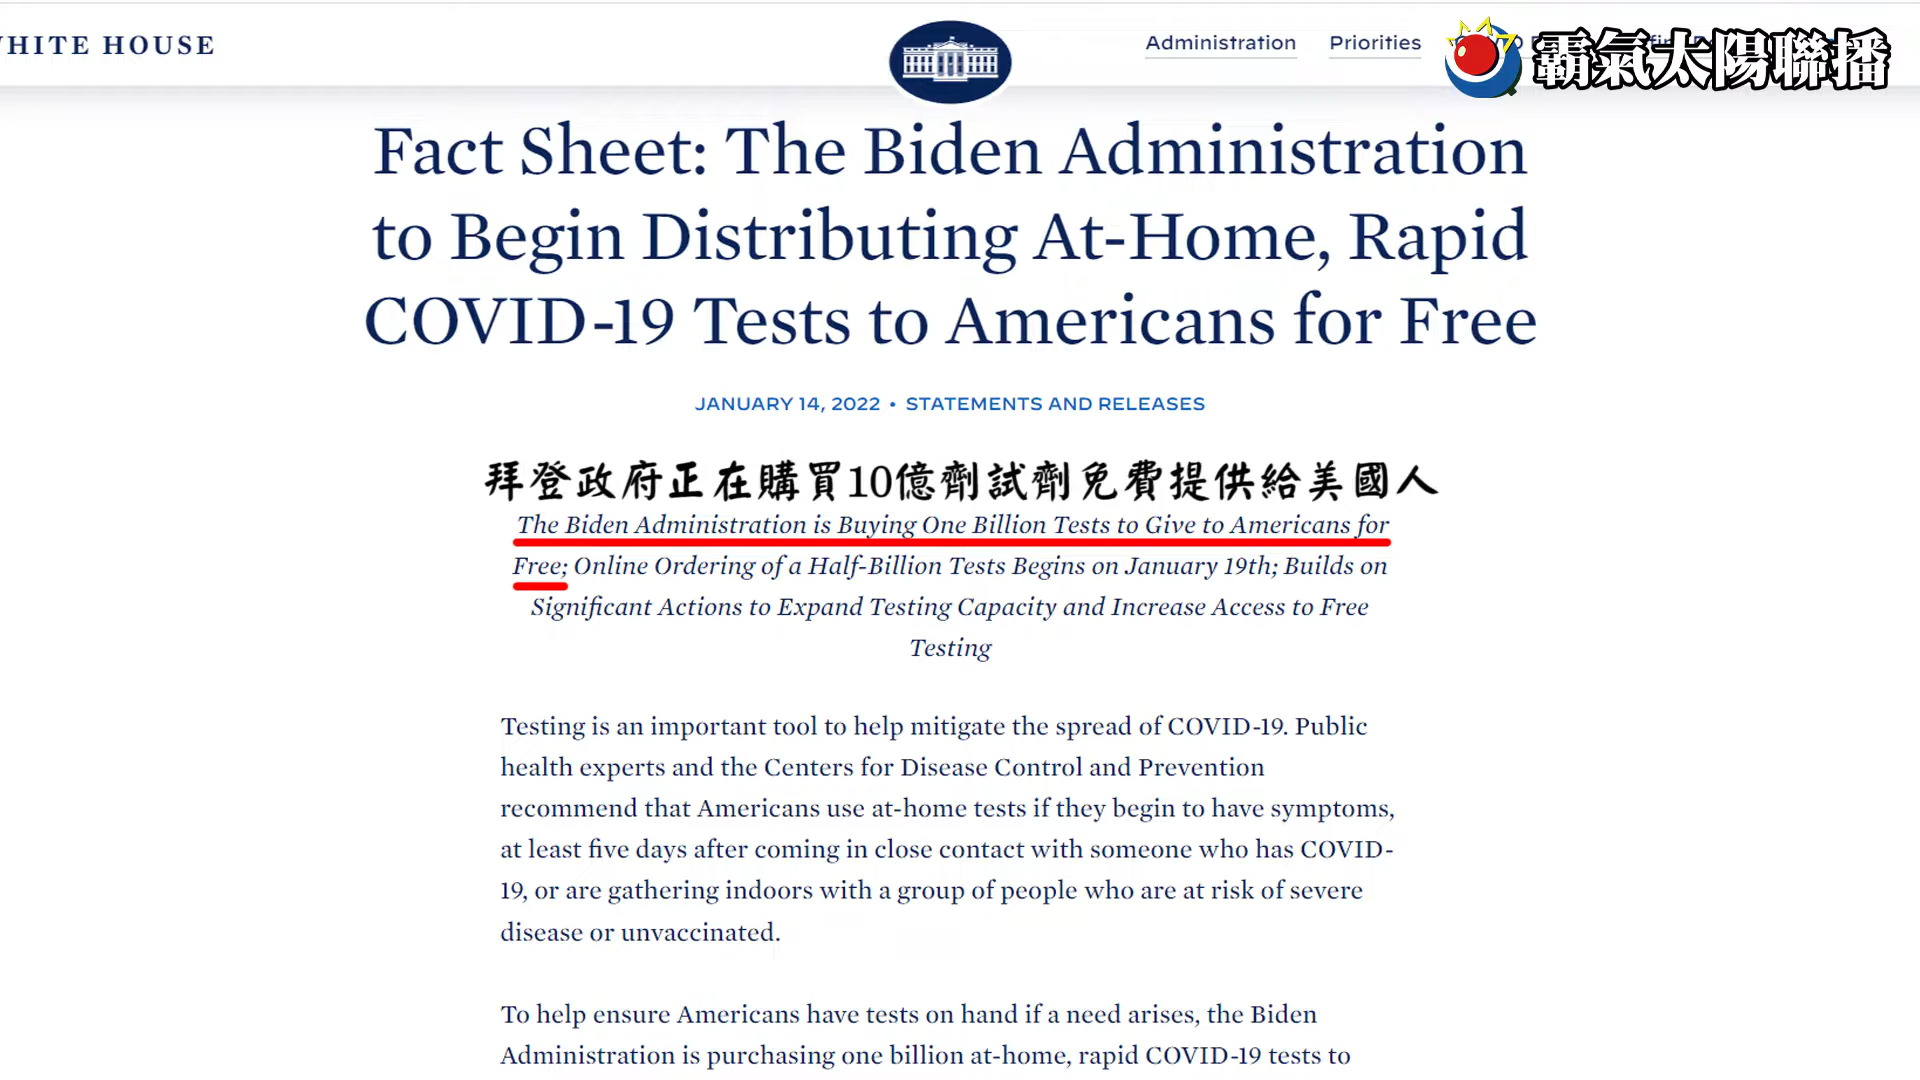 WHITE HOUSE
Administration
Priorities
霸氣太陽聯播
Fact Sheet: The Biden Administration
to Begin Distributing At-Home, Rapid
COVID-19 Tests to Americans for Free
JANUARY 14, 2022 • STATEMENTS AND RELEASES
拜登政府正在購買10億劑試劑免費提供給美國人
The Biden Administration is Buying One Billion Tests to Give to Americans for
Free; Online Ordering of a Half-Billion Tests Begins on January 19th; Builds on
Significant Actions to Expand Testing Capacity and Increase Access to Free
Testing
Testing is an important tool to help mitigate the spread of COVID-19. Public
health experts and the Centers for Disease Control and Prevention
recommend that Americans use at-home tests if they begin to have symptoms,
at least five days after coming in close contact with someone who has COVID-
19, or are gathering indoors with a group of people who are at risk of severe
disease or unvaccinated.
To help ensure Americans have tests on hand if a need arises, the Biden
Administration is purchasing one billion at-home, rapid COVID-19 tests to